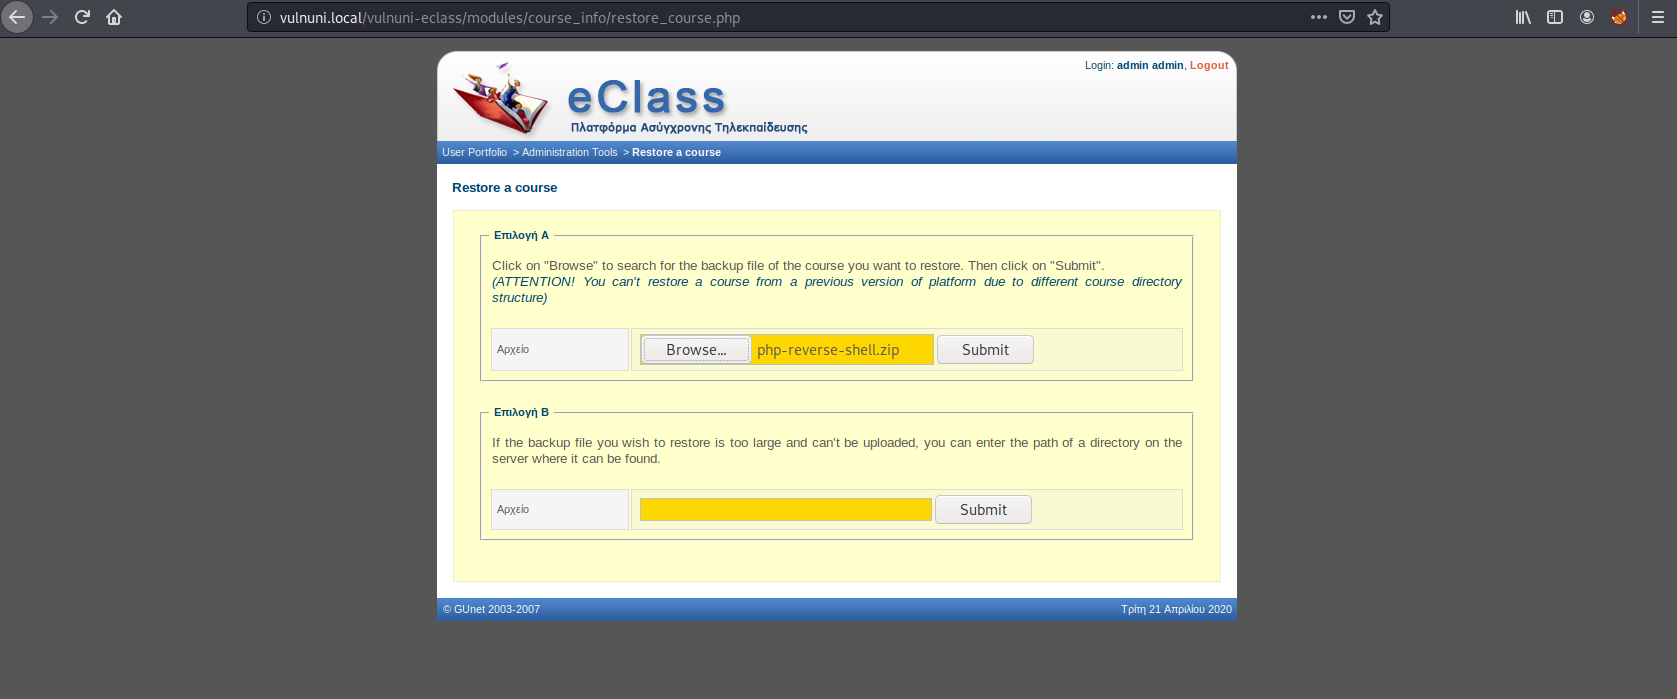 vulnuni.local/vulnuni-eclass/modules/course_info/restore_course.php
Login: admin admin, Logout
eClass
Πλατφόρμα Ασύγχρονης Τηλεκπαίδευσης
User Portfolio > Administration Tools > Restore a course
Restore a course
Επιλογή Α
Click on "Browse" to search for the backup file of the course you want to restore. Then click on "Submit".
(ATTENTION! You can't restore a course from a previous version of platform due to different course directory
structure)
Αρχείο
Browse... php-reverse-shell.zip Submit
Επιλογή Β
If the backup file you wish to restore is too large and can't be uploaded, you can enter the path of a directory on the
server where it can be found.
Αρχείο
Submit
© GUnet 2003-2007
Τρίτη 21 Απριλίου 2020